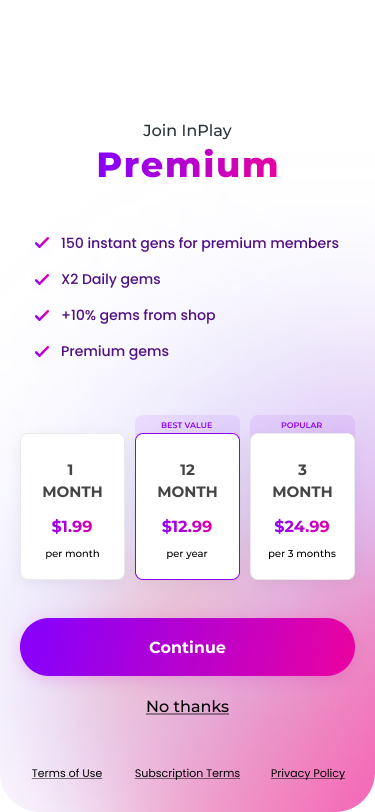 Join InPlay
Premium
150 instant gens for premium members
X2 Daily gems
+10% gems from shop
Premium gems
BEST VALUE
POPULAR
1
MONTH
$1.99
per month
12
MONTH
$12.99
per year
3
MONTH
$24.99
per 3 months
Continue
No thanks
Terms of Use
Subscription Terms
Privacy Policy